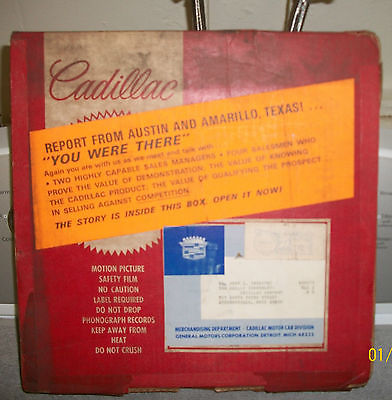 Cadillac
REPORT FROM AUSTIN AND AMARILLO, TEXAS! ...
"YOU WERE THERE"
Again you are with us as we meet and talk with
• TWO HIGHLY CAPABLE SALES MANAGERS • FOUR SALESMEN WHO
PROVE THE VALUE OF DEMONSTRATION, THE VALUE OF KNOWING
THE CADILLAC PRODUCT, THE VALUE OF QUALIFYING THE PROSPECT
IN SELLING AGAINST COMPETITION
THE STORY IS INSIDE THIS BOX. OPEN IT NOW!
MOTION PICTURE
SAFETY FILM
NO CAUTION
LABEL REQUIRED
DO NOT DROP
PHONOGRAPH RECORDS
KEEP AWAY FROM
HEAT
DO NOT CRUSH
MERCHANDISING DEPARTMENT CADILLAC MOTOR CAR DIVISION
GENERAL MOTORS CORPORATION DETROIT MICH 48232
01/